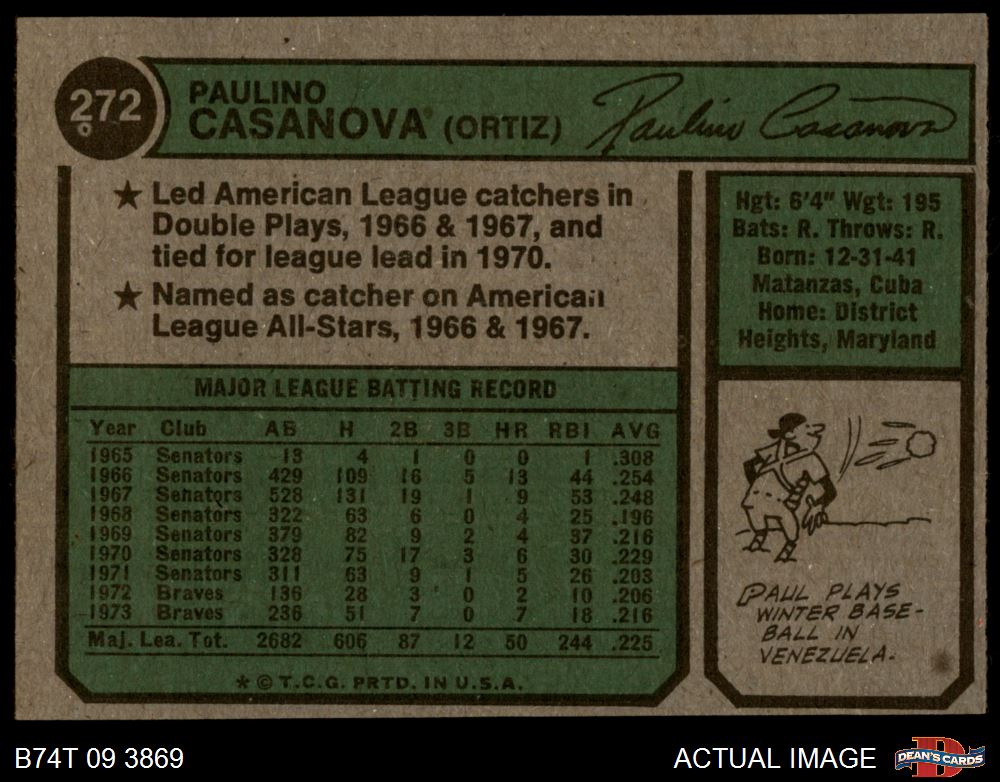 272
PAULINO
CASANOVA (ORTIZ)
Paulino Casanova
★ Led American League catchers in
Double Plays, 1966 & 1967, and
tied for league lead in 1970.
★ Named as catcher on American
League All-Stars, 1966 & 1967.
Hgt: 6'4" Wgt: 195
Bats: R. Throws: R.
Born: 12-31-41
Matanzas, Cuba
Home: District
Heights, Maryland
MAJOR LEAGUE BATTING RECORD
Year Club AB H 2B 3B HR RBI AVG
1965 Senators 13 4 1 0 0 1 .308
1966 Senators 429 109 16 5 13 44 .254
1967 Senators 528 131 19 1 9 53 .248
1968 Senators 322 63 6 0 4 25 .196
1969 Senators 379 82 9 2 4 37 .216
1970 Senators 328 75 17 3 6 30 .229
1971 Senators 311 63 9 1 5 26 .203
1972 Braves 136 28 3 0 2 10 .206
1973 Braves 236 51 7 0 7 18 .216
Maj. Lea. Tot. 2682 606 87 12 50 244 .225
* © T.C.G. PRTD. IN U.S.A.
PAUL PLAYS
WINTER BASE-
BALL IN
VENEZUELA.
B74T 09 3869
ACTUAL IMAGE
D
DEAN'S CARDS